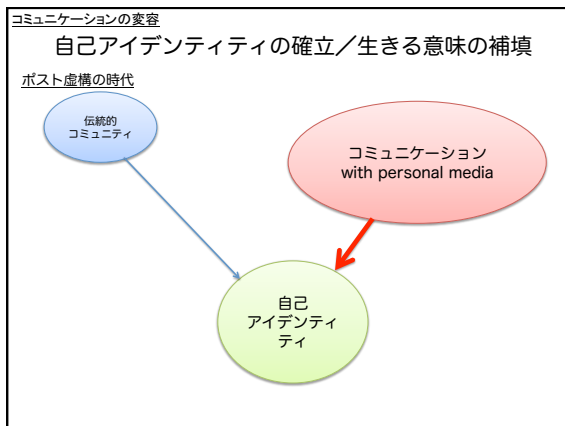 コミュニケーションの変容
自己アイデンティティの確立／生きる意味の補填
ポスト虚構の時代
伝統的
コミュニティ
コミュニケーション
with personal media
自己
アイデンティ
ティ